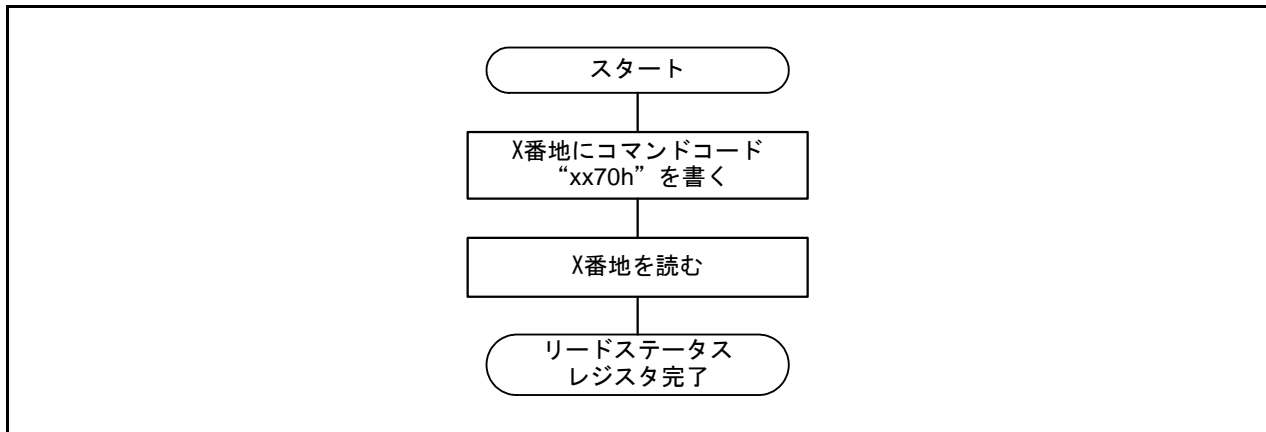 スタート
X番地にコマンドコード
“xx70h”を書く
X番地を読む
リードステータス
レジスタ完了